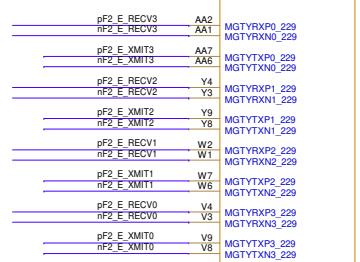 pF2_E_RECV3 AA2 MGTYRXP0_229
nF2_E_RECV3 AA1 MGTYRXN0_229
pF2_E_XMIT3 AA7 MGTYTXP0_229
nF2_E_XMIT3 AA6 MGTYTXN0_229
pF2_E_RECV2 Y4 MGTYRXP1_229
nF2_E_RECV2 Y3 MGTYRXN1_229
pF2_E_XMIT2 Y9 MGTYTXP1_229
nF2_E_XMIT2 Y8 MGTYTXN1_229
pF2_E_RECV1 W2 MGTYRXP2_229
nF2_E_RECV1 W1 MGTYRXN2_229
pF2_E_XMIT1 W7 MGTYTXP2_229
nF2_E_XMIT1 W6 MGTYTXN2_229
pF2_E_RECV0 V4 MGTYRXP3_229
nF2_E_RECV0 V3 MGTYRXN3_229
pF2_E_XMIT0 V9 MGTYTXP3_229
nF2_E_XMIT0 V8 MGTYTXN3_229